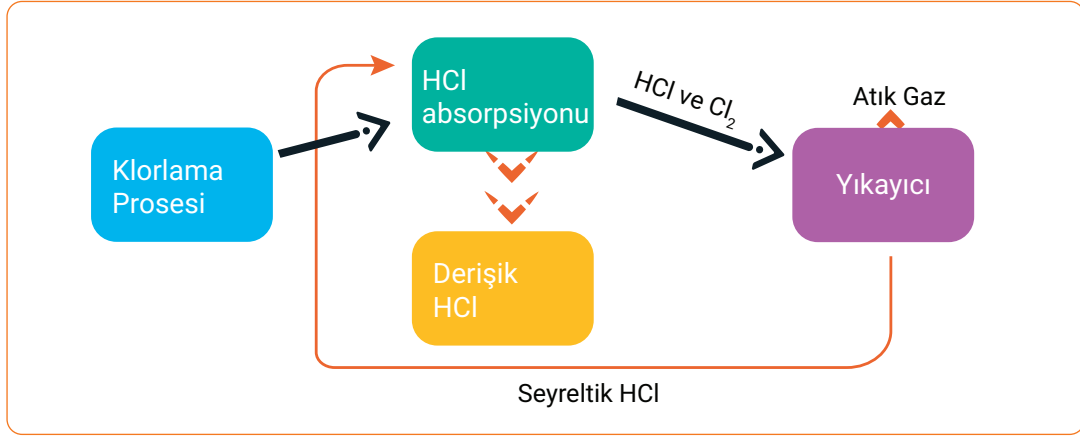 Klorlama
Prosesi
HCl
absorpsiyonu
HCl ve Cl₂
Atık Gaz
Yıkayıcı
Derişik
HCl
Seyreltik HCl